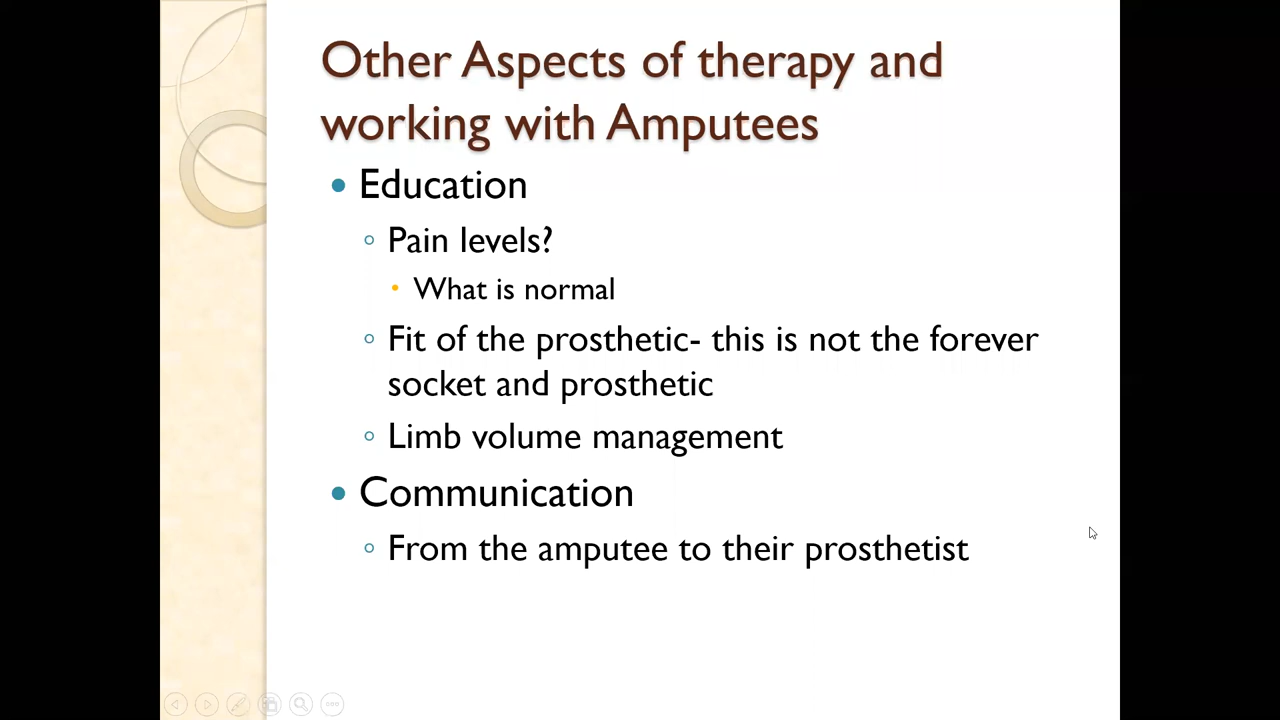 Other Aspects of therapy and
working with Amputees
Education
Pain levels?
What is normal
Fit of the prosthetic- this is not the forever
socket and prosthetic
Limb volume management
Communication
From the amputee to their prosthetist